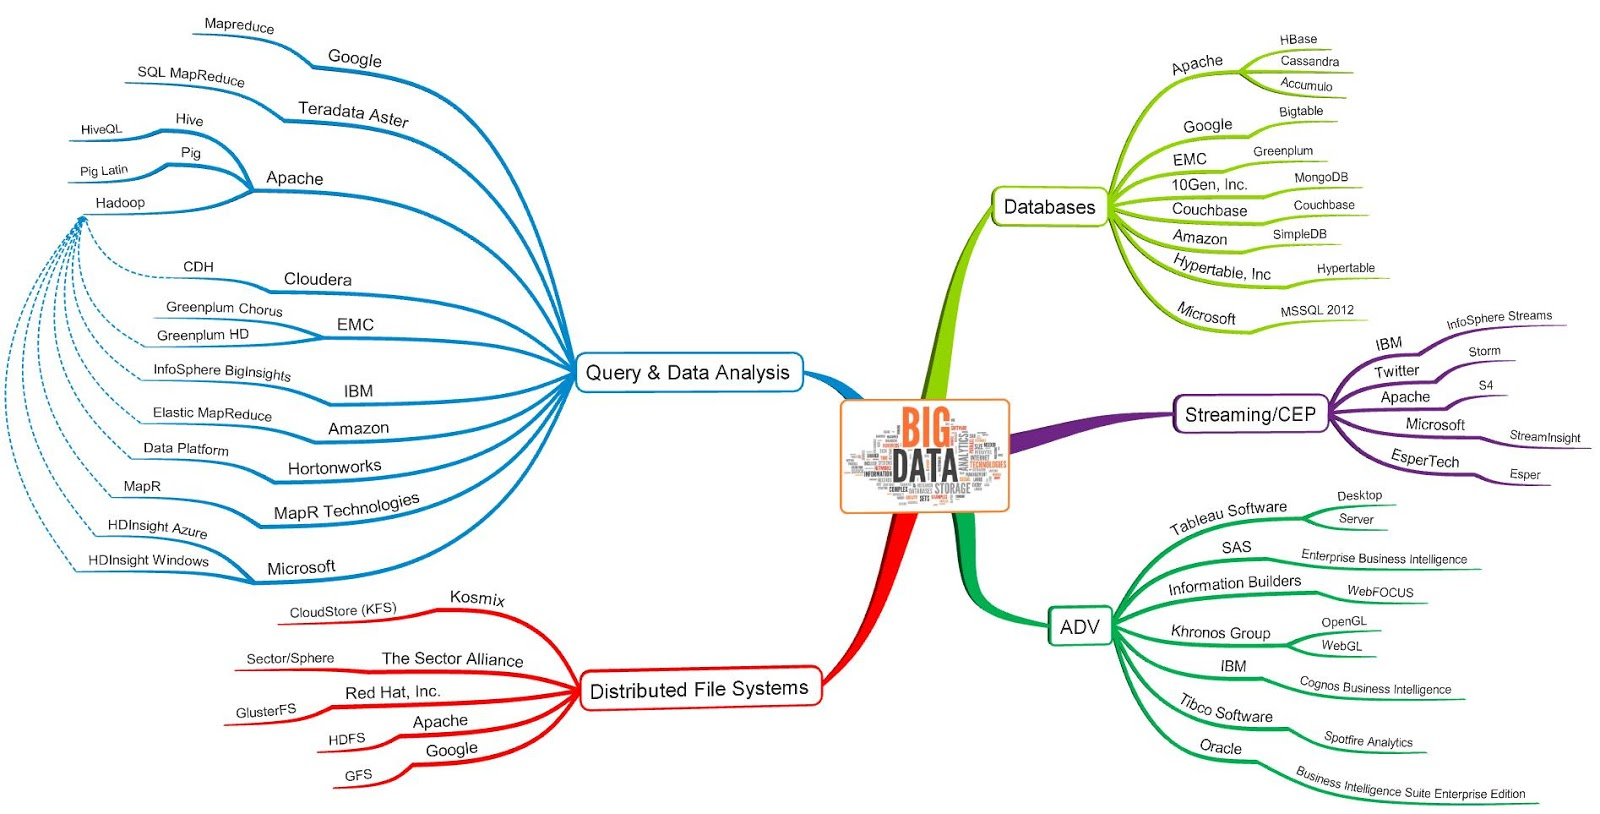 Mapreduce
Google
SQL MapReduce
Teradata Aster
HiveQL
Hive
Pig Latin
Pig
Hadoop
Apache
CDH
Cloudera
Greenplum Chorus
Greenplum HD
EMC
InfoSphere BigInsights
IBM
Elastic MapReduce
Amazon
Data Platform
Hortonworks
MapR
MapR Technologies
HDInsight Azure
HDInsight Windows
Microsoft
Query & Data Analysis
CloudStore (KFS)
Kosmix
Sector/Sphere
The Sector Alliance
GlusterFS
Red Hat, Inc.
HDFS
Apache
GFS
Google
Distributed File Systems
BIG
DATA
ANALYTICS
TECHNOLOGIES
INFORMATION
STORAGE
Databases
Apache
HBase
Cassandra
Accumulo
Google
Bigtable
EMC
Greenplum
10Gen, Inc.
MongoDB
Couchbase
Couchbase
Amazon
SimpleDB
Hypertable, Inc
Hypertable
Microsoft
MSSQL 2012
Streaming/CEP
IBM
InfoSphere Streams
Twitter
Storm
Apache
S4
Microsoft
StreamInsight
EsperTech
Esper
ADV
Tableau Software
Desktop
Server
SAS
Enterprise Business Intelligence
Information Builders
WebFOCUS
Khronos Group
OpenGL
WebGL
IBM
Cognos Business Intelligence
Tibco Software
Spotfire Analytics
Oracle
Business Intelligence Suite Enterprise Edition